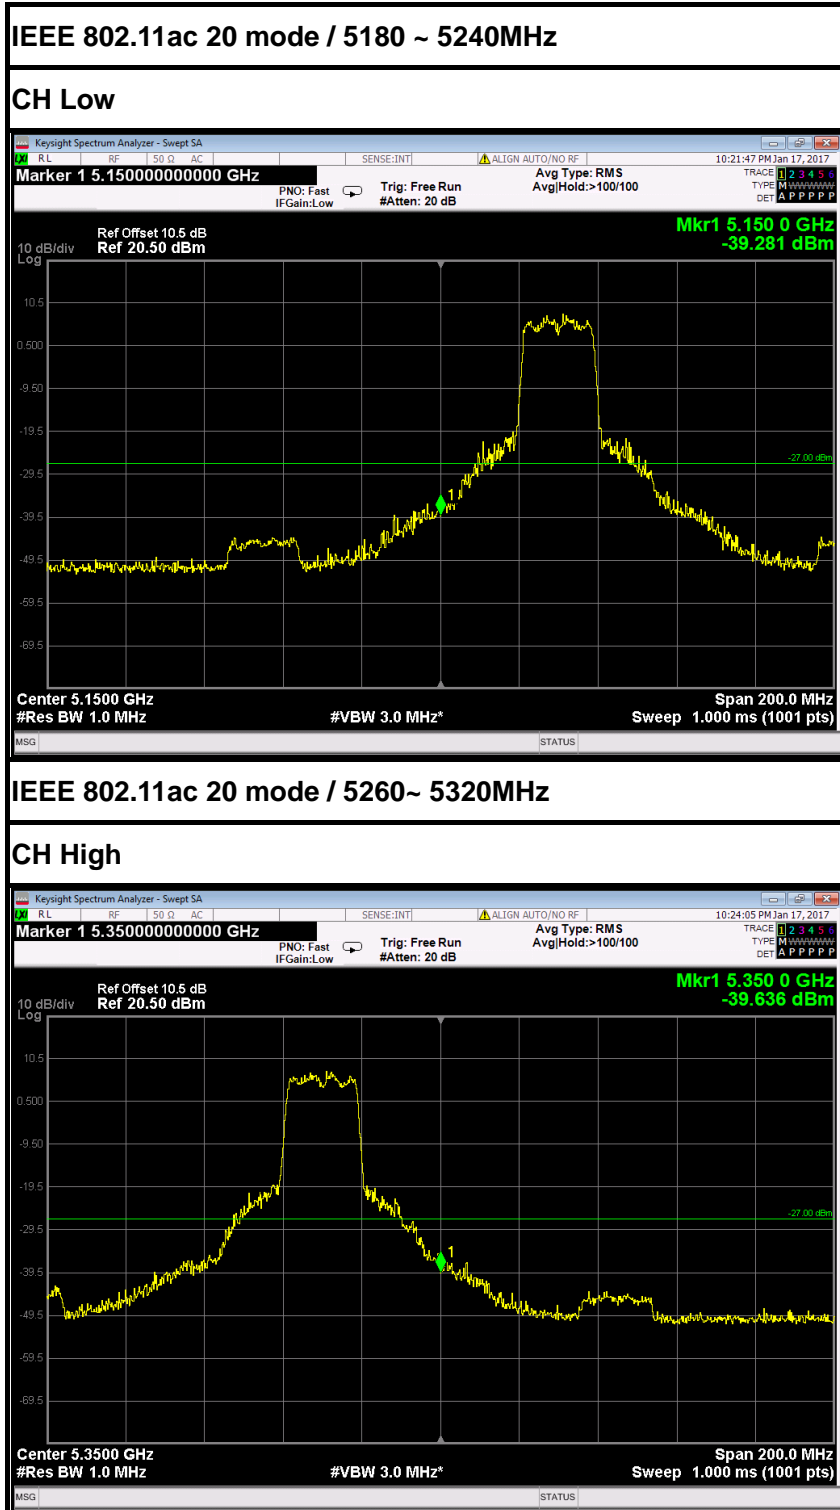 IEEE 802.11ac 20 mode / 5180 ~ 5240MHz
CH Low
Keysight Spectrum Analyzer - Swept SA
LXI RL RF 50 Ω AC SENSE:INT ALIGN AUTO/NO RF 10:21:47 PM Jan 17, 2017
Marker 1 5.150000000000 GHz Avg Type: RMS TRACE 1 2 3 4 5 6
PNO: Fast Trig: Free Run Avg|Hold:>100/100 TYPE M WWWWW
IFGain:Low #Atten: 20 dB DET A P P P P P
Mkr1 5.150 0 GHz
Ref Offset 10.5 dB
10 dB/div Ref 20.50 dBm -39.281 dBm
Log
10.5
0.500
-9.50
-19.5
-27.00 dBm
-29.5
1
-39.5
-49.5
-59.5
-69.5
Center 5.1500 GHz Span 200.0 MHz
#Res BW 1.0 MHz #VBW 3.0 MHz* Sweep 1.000 ms (1001 pts)
MSG STATUS
IEEE 802.11ac 20 mode / 5260~ 5320MHz
CH High
Keysight Spectrum Analyzer - Swept SA
LXI RL RF 50 Ω AC SENSE:INT ALIGN AUTO/NO RF 10:24:05 PM Jan 17, 2017
Marker 1 5.350000000000 GHz Avg Type: RMS TRACE 1 2 3 4 5 6
PNO: Fast Trig: Free Run Avg|Hold:>100/100 TYPE M WWWWW
IFGain:Low #Atten: 20 dB DET A P P P P P
Mkr1 5.350 0 GHz
Ref Offset 10.5 dB
10 dB/div Ref 20.50 dBm -39.636 dBm
Log
10.5
0.500
-9.50
-19.5
-27.00 dBm
-29.5
1
-39.5
-49.5
-59.5
-69.5
Center 5.3500 GHz Span 200.0 MHz
#Res BW 1.0 MHz #VBW 3.0 MHz* Sweep 1.000 ms (1001 pts)
MSG STATUS